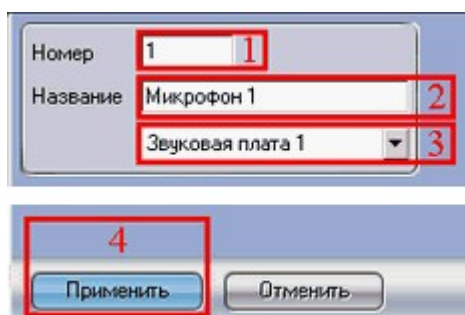 Номер 1 1
Название Микрофон 1 2
Звуковая плата 1 3
4
Применить Отменить